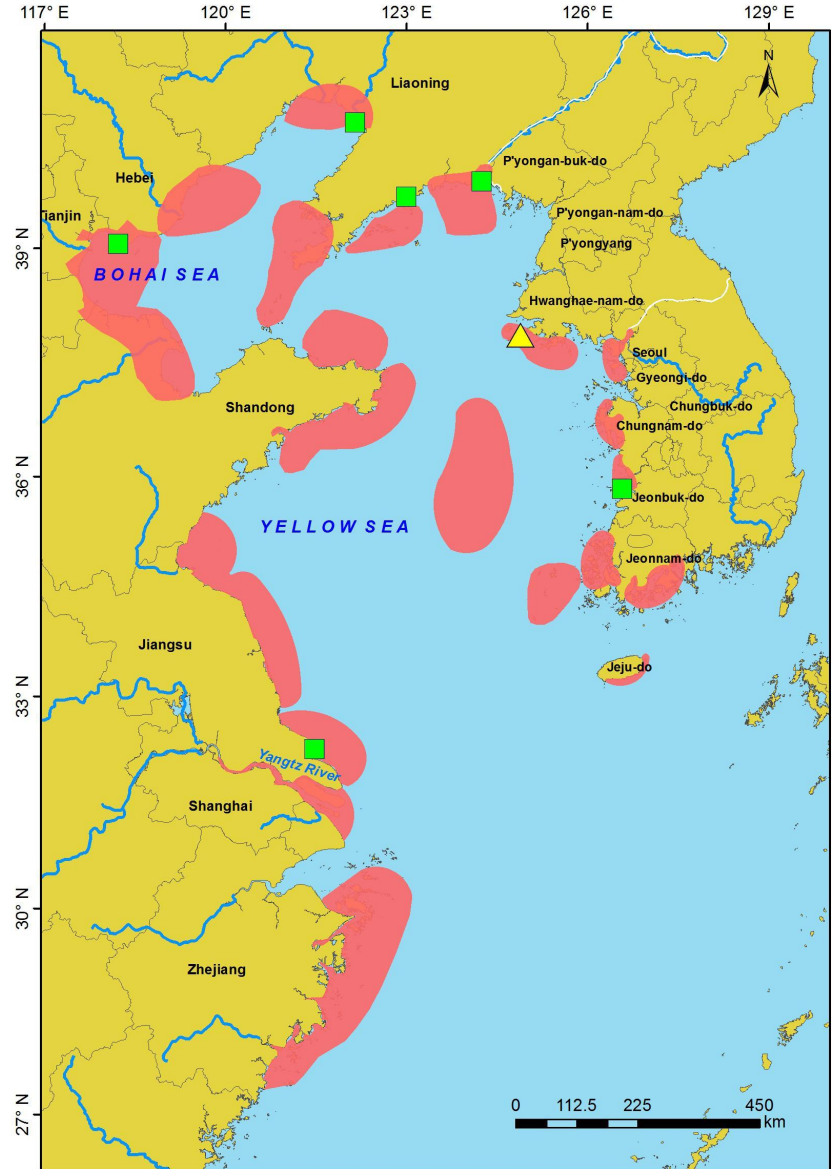 117° E 120° E 123° E 126° E 129° E
N
Liaoning
P'yongan-buk-do
Hebei
Tianjin
P'yongan-nam-do
39° N
P'yongyang
BOHAI SEA
Hwanghae-nam-do
Seoul
Gyeongi-do
Shandong
Chungbuk-do
Chungnam-do
36° N
Jeonbuk-do
YELLOW SEA
Jeonnam-do
Jiangsu
Jeju-do
33° N
Yangtz River
Shanghai
30° N
Zhejiang
27° N
0 112.5 225 450
km